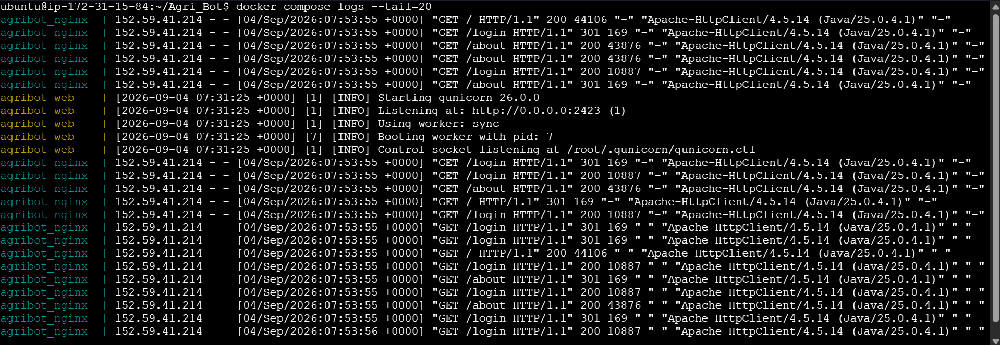 ubuntu@ip-172-31-15-84:~/Agri_Bot$ docker compose logs --tail=20
agribot_nginx  | 152.59.41.214 - - [04/Sep/2026:07:53:55 +0000] "GET / HTTP/1.1" 200 44106 "-" "Apache-HttpClient/4.5.14 (Java/25.0.4.1)" "-"
agribot_nginx  | 152.59.41.214 - - [04/Sep/2026:07:53:55 +0000] "GET /login HTTP/1.1" 301 169 "-" "Apache-HttpClient/4.5.14 (Java/25.0.4.1)" "-"
agribot_nginx  | 152.59.41.214 - - [04/Sep/2026:07:53:55 +0000] "GET /about HTTP/1.1" 200 43876 "-" "Apache-HttpClient/4.5.14 (Java/25.0.4.1)" "-"
agribot_nginx  | 152.59.41.214 - - [04/Sep/2026:07:53:55 +0000] "GET /about HTTP/1.1" 200 43876 "-" "Apache-HttpClient/4.5.14 (Java/25.0.4.1)" "-"
agribot_nginx  | 152.59.41.214 - - [04/Sep/2026:07:53:55 +0000] "GET /login HTTP/1.1" 200 10887 "-" "Apache-HttpClient/4.5.14 (Java/25.0.4.1)" "-"
agribot_nginx  | 152.59.41.214 - - [04/Sep/2026:07:53:55 +0000] "GET /about HTTP/1.1" 301 169 "-" "Apache-HttpClient/4.5.14 (Java/25.0.4.1)" "-"
agribot_web    | [2026-09-04 07:31:25 +0000] [1] [INFO] Starting gunicorn 26.0.0
agribot_web    | [2026-09-04 07:31:25 +0000] [1] [INFO] Listening at: http://0.0.0.0:2423 (1)
agribot_web    | [2026-09-04 07:31:25 +0000] [1] [INFO] Using worker: sync
agribot_web    | [2026-09-04 07:31:25 +0000] [7] [INFO] Booting worker with pid: 7
agribot_web    | [2026-09-04 07:31:25 +0000] [1] [INFO] Control socket listening at /root/.gunicorn/gunicorn.ctl
agribot_nginx  | 152.59.41.214 - - [04/Sep/2026:07:53:55 +0000] "GET /login HTTP/1.1" 301 169 "-" "Apache-HttpClient/4.5.14 (Java/25.0.4.1)" "-"
agribot_nginx  | 152.59.41.214 - - [04/Sep/2026:07:53:55 +0000] "GET /login HTTP/1.1" 200 10887 "-" "Apache-HttpClient/4.5.14 (Java/25.0.4.1)" "-"
agribot_nginx  | 152.59.41.214 - - [04/Sep/2026:07:53:55 +0000] "GET /about HTTP/1.1" 200 43876 "-" "Apache-HttpClient/4.5.14 (Java/25.0.4.1)" "-"
agribot_nginx  | 152.59.41.214 - - [04/Sep/2026:07:53:55 +0000] "GET / HTTP/1.1" 301 169 "-" "Apache-HttpClient/4.5.14 (Java/25.0.4.1)" "-"
agribot_nginx  | 152.59.41.214 - - [04/Sep/2026:07:53:55 +0000] "GET /login HTTP/1.1" 200 10887 "-" "Apache-HttpClient/4.5.14 (Java/25.0.4.1)" "-"
agribot_nginx  | 152.59.41.214 - - [04/Sep/2026:07:53:55 +0000] "GET /login HTTP/1.1" 301 169 "-" "Apache-HttpClient/4.5.14 (Java/25.0.4.1)" "-"
agribot_nginx  | 152.59.41.214 - - [04/Sep/2026:07:53:55 +0000] "GET /login HTTP/1.1" 301 169 "-" "Apache-HttpClient/4.5.14 (Java/25.0.4.1)" "-"
agribot_nginx  | 152.59.41.214 - - [04/Sep/2026:07:53:55 +0000] "GET / HTTP/1.1" 200 44106 "-" "Apache-HttpClient/4.5.14 (Java/25.0.4.1)" "-"
agribot_nginx  | 152.59.41.214 - - [04/Sep/2026:07:53:55 +0000] "GET /login HTTP/1.1" 200 10887 "-" "Apache-HttpClient/4.5.14 (Java/25.0.4.1)" "-"
agribot_nginx  | 152.59.41.214 - - [04/Sep/2026:07:53:55 +0000] "GET /about HTTP/1.1" 301 169 "-" "Apache-HttpClient/4.5.14 (Java/25.0.4.1)" "-"
agribot_nginx  | 152.59.41.214 - - [04/Sep/2026:07:53:55 +0000] "GET /login HTTP/1.1" 200 10887 "-" "Apache-HttpClient/4.5.14 (Java/25.0.4.1)" "-"
agribot_nginx  | 152.59.41.214 - - [04/Sep/2026:07:53:55 +0000] "GET /about HTTP/1.1" 200 43876 "-" "Apache-HttpClient/4.5.14 (Java/25.0.4.1)" "-"
agribot_nginx  | 152.59.41.214 - - [04/Sep/2026:07:53:55 +0000] "GET /login HTTP/1.1" 301 169 "-" "Apache-HttpClient/4.5.14 (Java/25.0.4.1)" "-"
agribot_nginx  | 152.59.41.214 - - [04/Sep/2026:07:53:56 +0000] "GET /login HTTP/1.1" 200 10887 "-" "Apache-HttpClient/4.5.14 (Java/25.0.4.1)" "-"